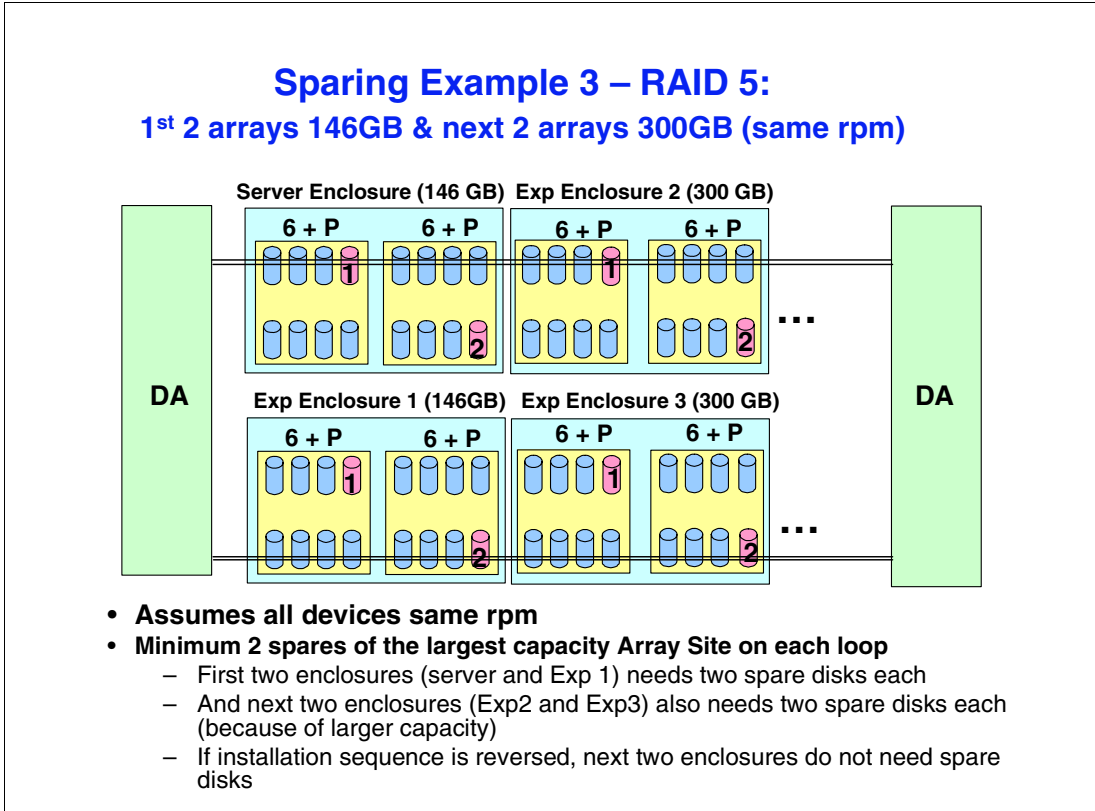 Sparing Example 3 – RAID 5:
1st 2 arrays 146GB & next 2 arrays 300GB (same rpm)
Server Enclosure (146 GB)
Exp Enclosure 2 (300 GB)
6 + P
6 + P
6 + P
6 + P
1
1
2
2
...
DA
DA
Exp Enclosure 1 (146GB)
Exp Enclosure 3 (300 GB)
6 + P
6 + P
6 + P
6 + P
1
1
2
2
...
• Assumes all devices same rpm
• Minimum 2 spares of the largest capacity Array Site on each loop
– First two enclosures (server and Exp 1) needs two spare disks each
– And next two enclosures (Exp2 and Exp3) also needs two spare disks each
(because of larger capacity)
– If installation sequence is reversed, next two enclosures do not need spare
disks